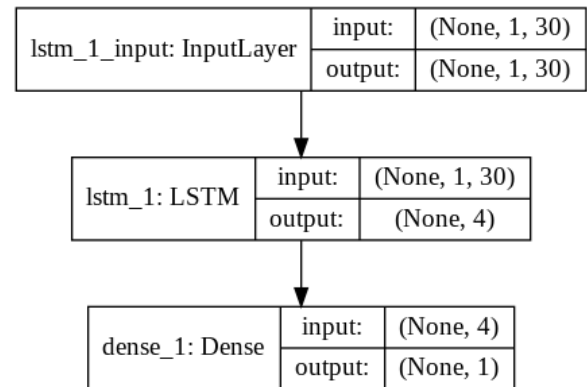 lstm_1_input: InputLayer
input: (None, 1, 30)
output: (None, 1, 30)
lstm_1: LSTM
input: (None, 1, 30)
output: (None, 4)
dense_1: Dense
input: (None, 4)
output: (None, 1)